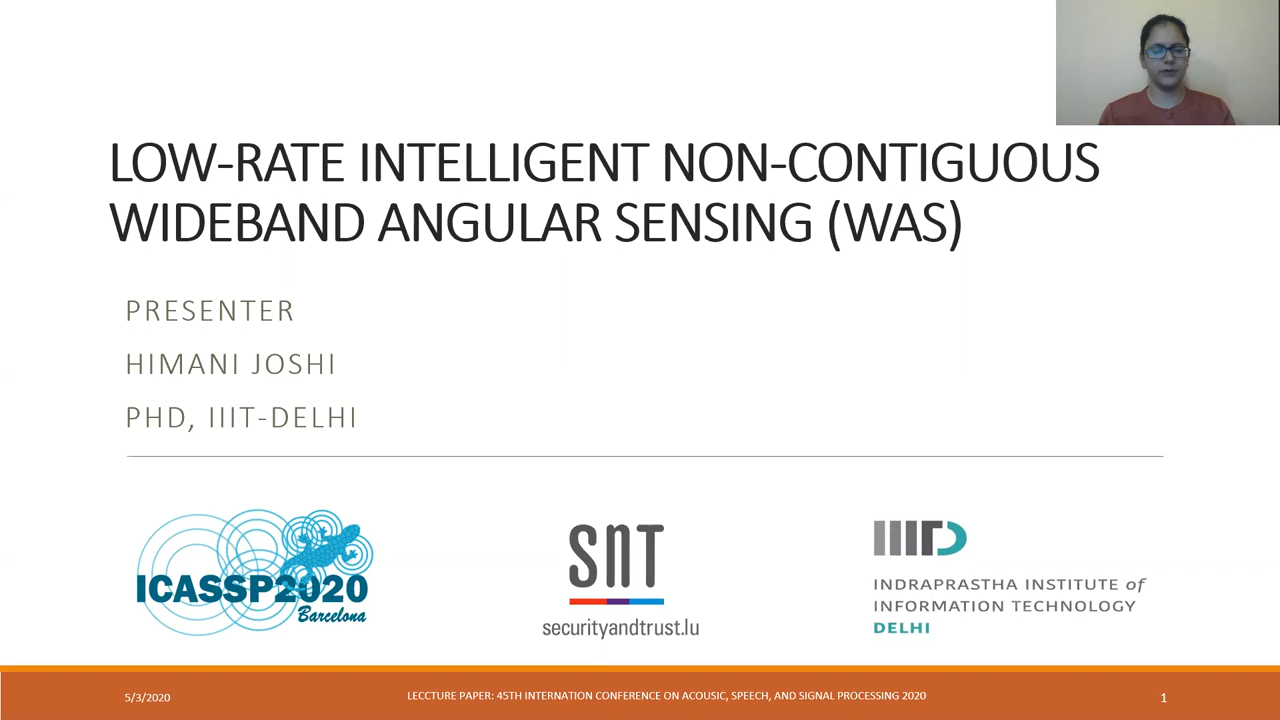 LOW-RATE INTELLIGENT NON-CONTIGUOUS
WIDEBAND ANGULAR SENSING (WAS)
PRESENTER
HIMANI JOSHI
PHD, IIIT-DELHI
ICASSP2020
Barcelona
SnT
securityandtrust.lu
IIITD
INDRAPRASTHA INSTITUTE of
INFORMATION TECHNOLOGY
DELHI
5/3/2020
LECCTURE PAPER: 45TH INTERNATION CONFERENCE ON ACOUSIC, SPEECH, AND SIGNAL PROCESSING 2020
1